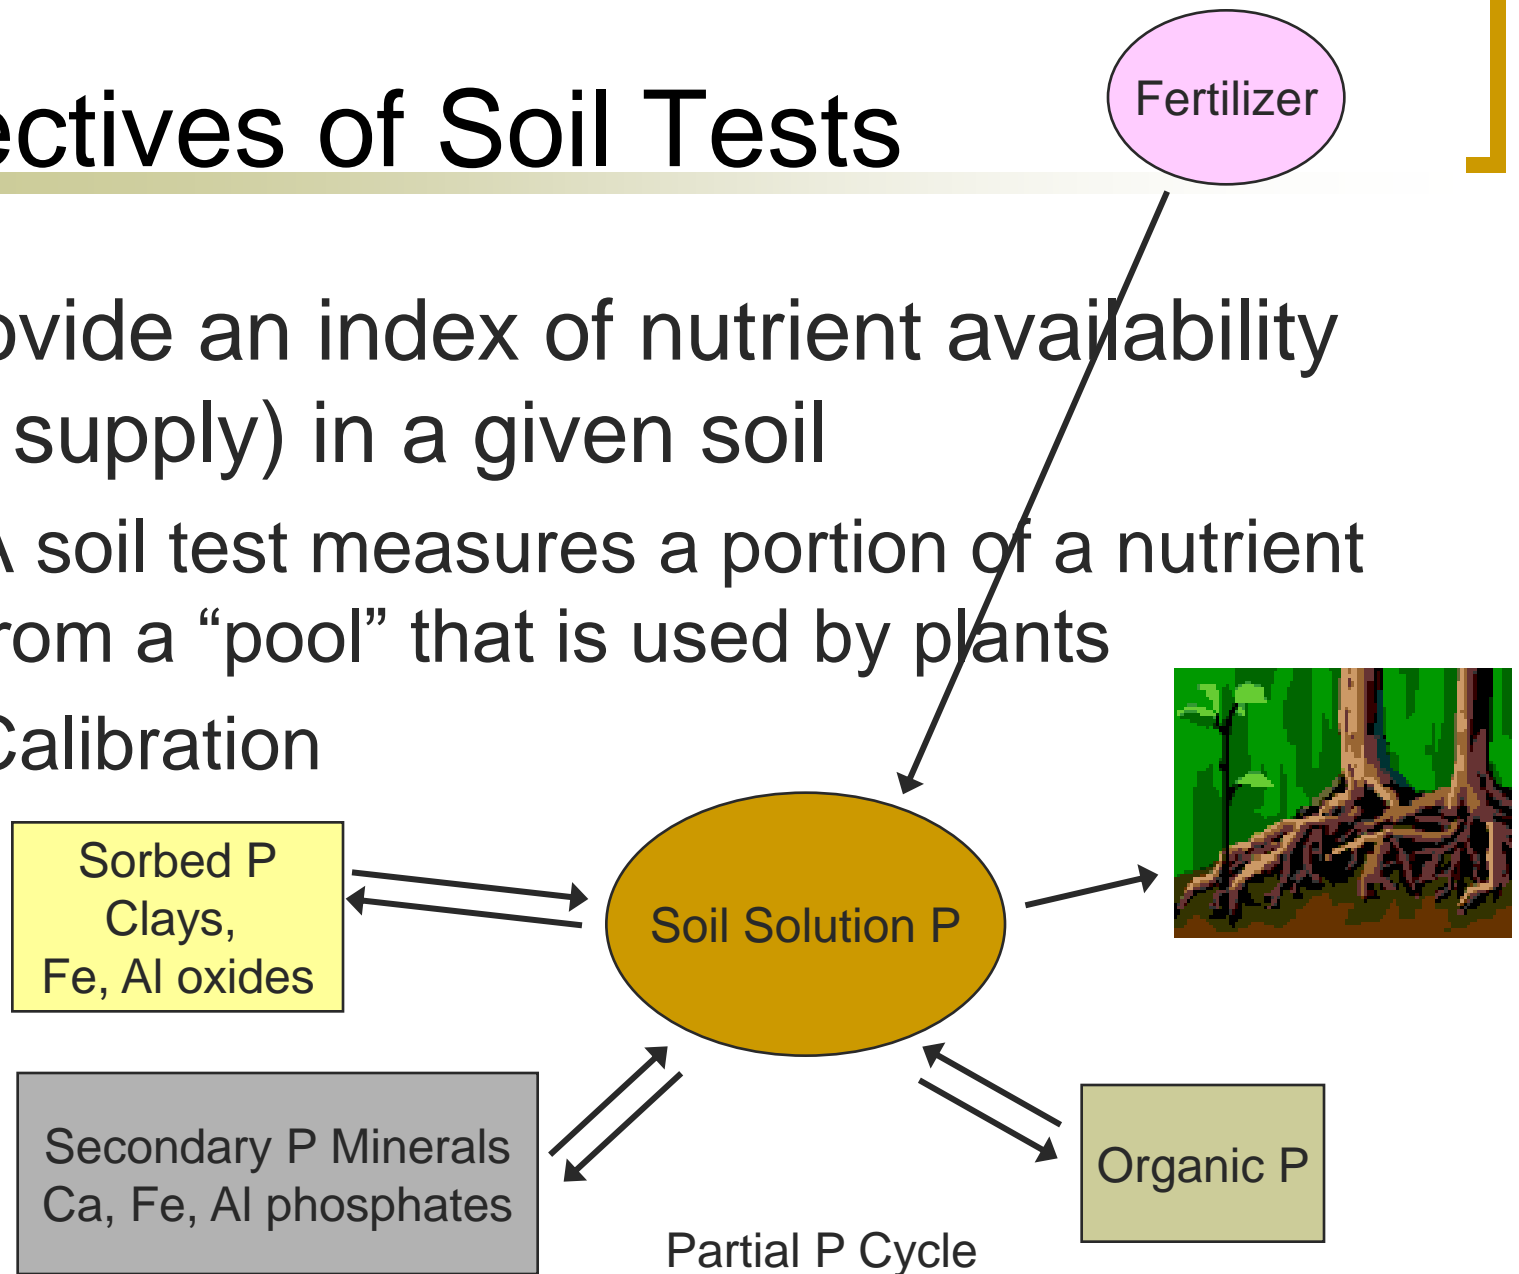 ectives of Soil Tests
Fertilizer
ovide an index of nutrient availability
supply) in a given soil
A soil test measures a portion of a nutrient
from a “pool” that is used by plants
Calibration
Sorbed P
Clays,
Fe, Al oxides
Soil Solution P
Secondary P Minerals
Ca, Fe, Al phosphates
Organic P
Partial P Cycle